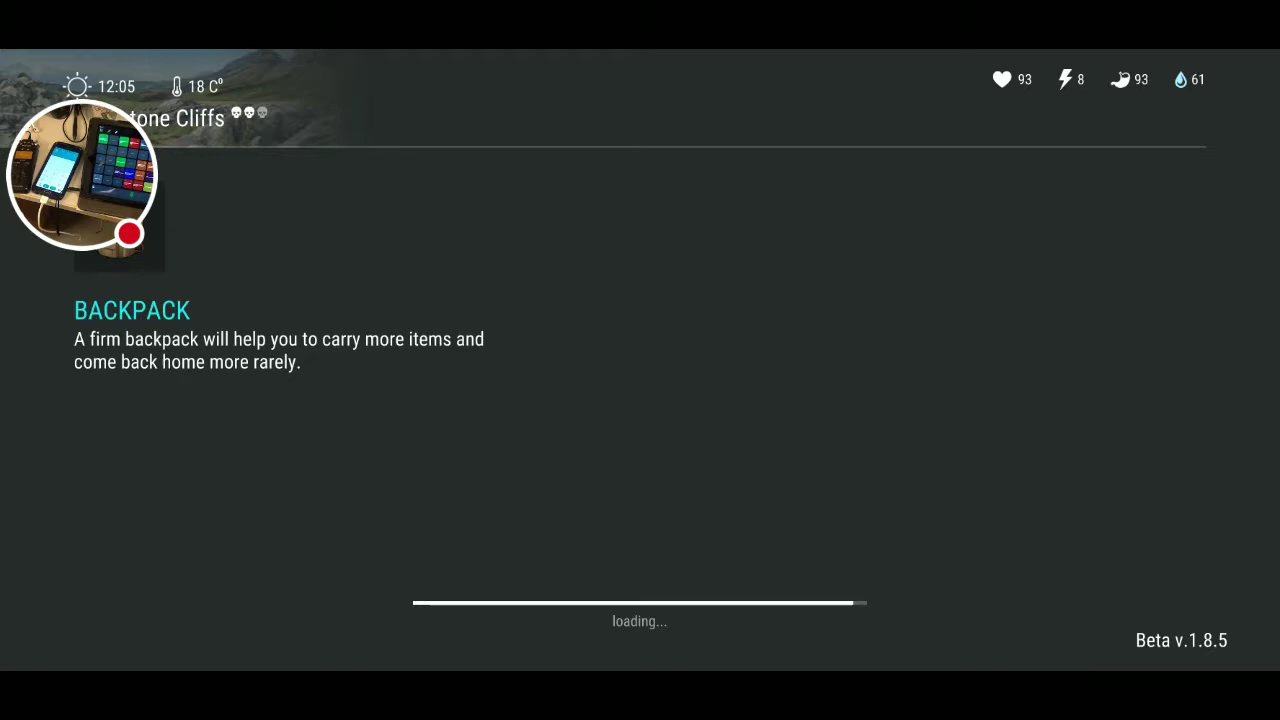 12:05
18 C°
93
8
93
61
tone Cliffs
BACKPACK
A firm backpack will help you to carry more items and
come back home more rarely.
loading...
Beta v.1.8.5